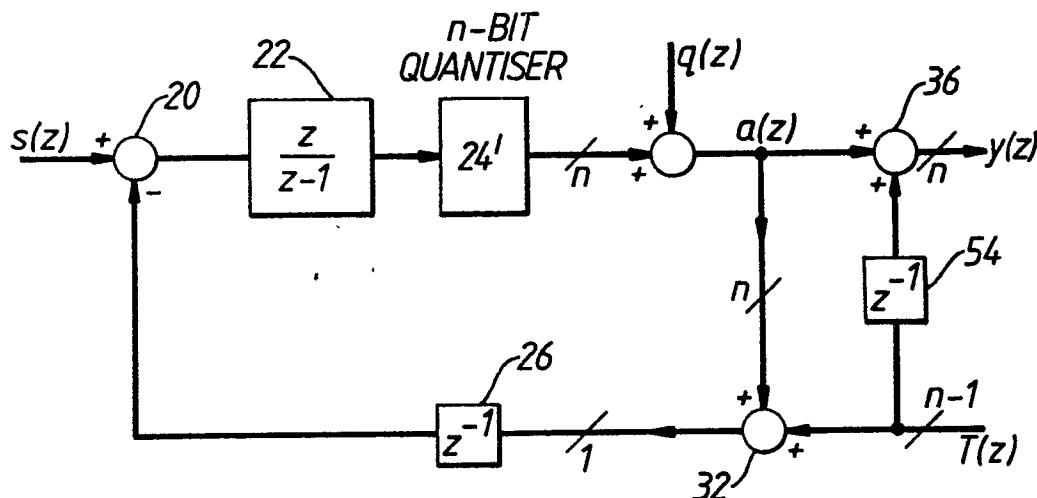 n-BIT
QUANTISER
22
q(z)
36
20
s(z)
+
-
z
z-1
24'
n
+
+
a(z)
+
+
n
y(z)
n
z-1
54
26
z-1
1
+
+
32
n-1
T(z)